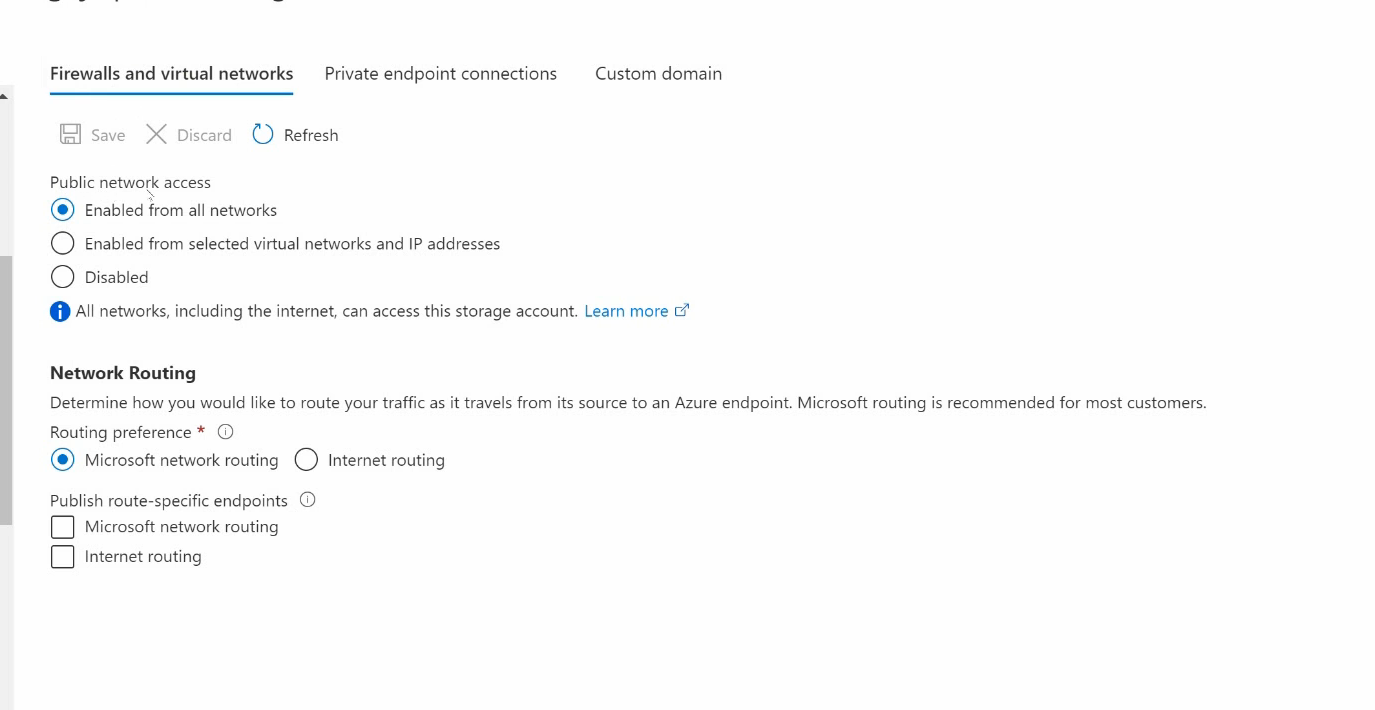 Firewalls and virtual networks Private endpoint connections Custom domain
Save Discard Refresh
Public network access
Enabled from all networks
Enabled from selected virtual networks and IP addresses
Disabled
All networks, including the internet, can access this storage account. Learn more
Network Routing
Determine how you would like to route your traffic as it travels from its source to an Azure endpoint. Microsoft routing is recommended for most customers.
Routing preference *
Microsoft network routing Internet routing
Publish route-specific endpoints
Microsoft network routing
Internet routing